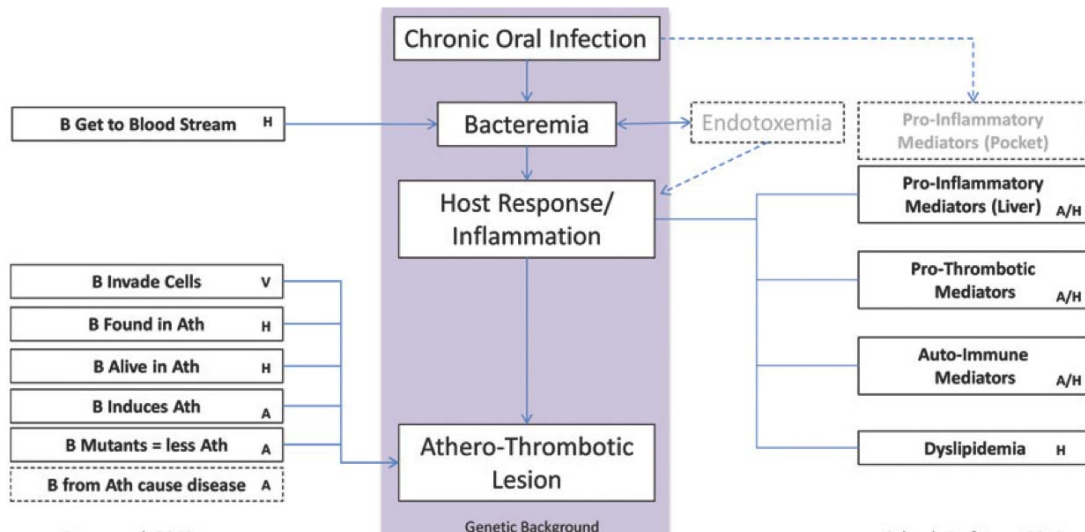 Chronic Oral Infection
B Get to Blood Stream H
Bacteremia
Endotoxemia
Pro-Inflammatory
Mediators (Pocket)
Host Response/
Inflammation
Pro-Inflammatory
Mediators (Liver) A/H
Pro-Thrombotic
Mediators A/H
Auto-Immune
Mediators A/H
Dyslipidemia H
B Invade Cells V
B Found in Ath H
B Alive in Ath H
B Induces Ath A
B Mutants = less Ath A
B from Ath cause disease A
Athero-Thrombotic
Lesion
Genetic Background